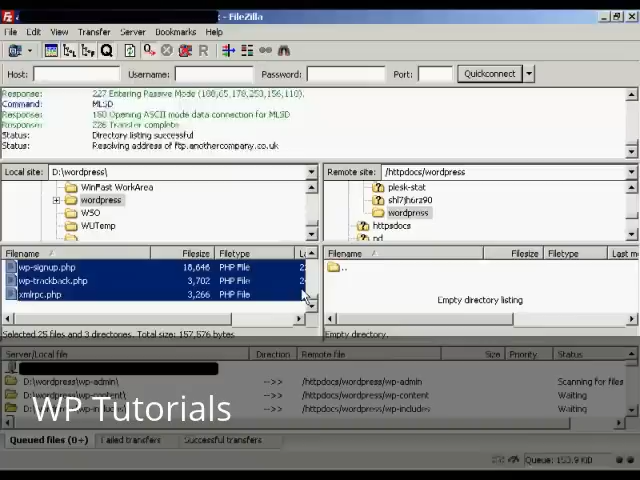 - FileZilla
File Edit View Transfer Server Bookmarks Help
Host: Username: Password: Port: Quickconnect
Response: 227 Entering Passive Mode
Command: MLSD
Response: 150 Opening ASCII mode data connection for MLSD
Response: 226 Transfer complete
Status: Directory listing successful
Status: Resolving address of ftp.anothercompany.co.uk
Local site: D:\wordpress\
Remote site: /httpdocs/wordpress
WinFast WorkArea
wordpress
WSO
WUTemp
plesk-stat
wordpress
httpsdocs
Filename Filesize Filetype
wp-signup.php 18,646 PHP File
wp-trackback.php 3,702 PHP File
xmlrpc.php 3,266 PHP File
Selected 25 files and 3 directories. Total size: 157,576 bytes
Filename Filesize Filetype Last mo
..
Empty directory listing
Empty directory.
Server/Local file Direction Remote file Size Priority Status
D:\wordpress\wp-admin\ -->> /httpdocs/wordpress/wp-admin Scanning for files
D:\wordpress\wp-content\ -->> /httpdocs/wordpress/wp-content Waiting
D:\wordpress\wp-includes\ -->> /httpdocs/wordpress/wp-includes Waiting
WP Tutorials
Queued files (0+) Failed transfers Successful transfers
Queue: 153.9 KiB